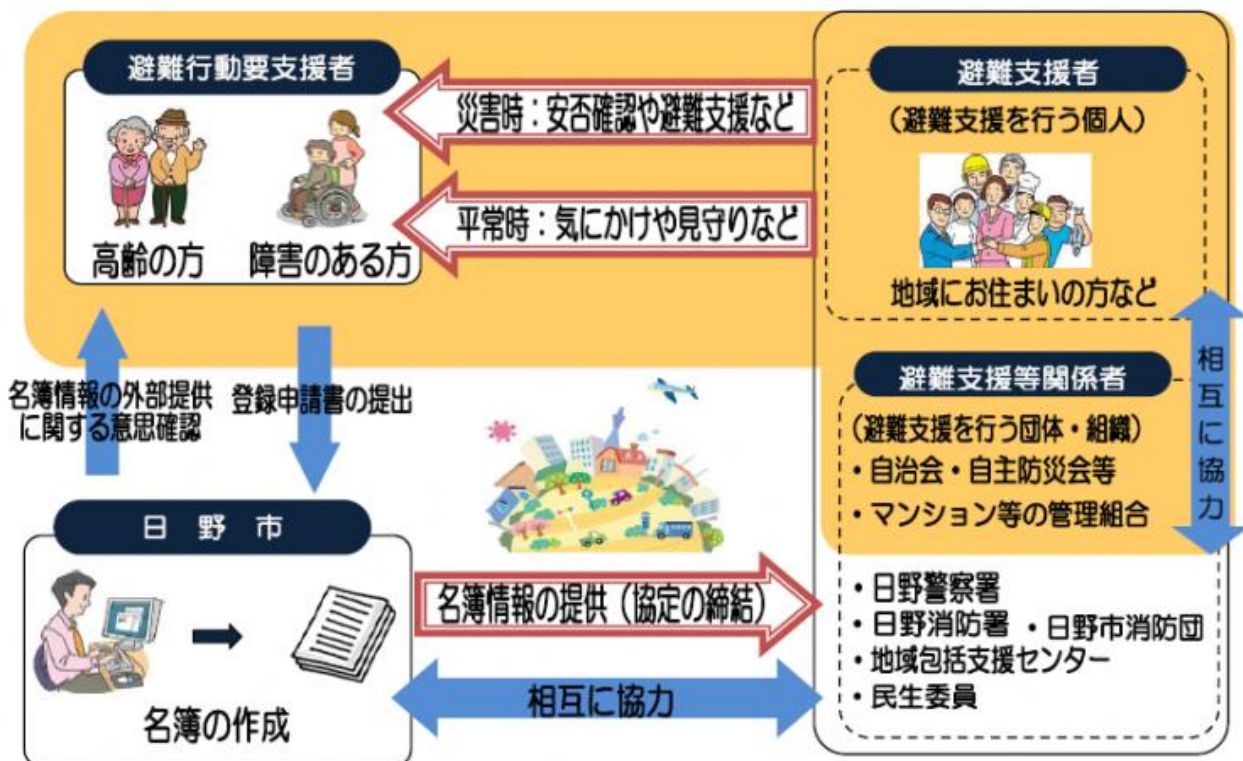 避難行動要支援者
高齢の方 障害のある方
災害時：安否確認や避難支援など
平常時：気にかけや見守りなど
避難支援者
（避難支援を行う個人）
地域にお住まいの方など
名簿情報の外部提供
に関する意思確認
登録申請書の提出
避難支援等関係者
（避難支援を行う団体・組織）
・自治会・自主防災会等
・マンション等の管理組合
・日野警察署
・日野消防署 ・日野市消防団
・地域包括支援センター
・民生委員
相互に協力
日野市
名簿の作成
名簿情報の提供（協定の締結）
相互に協力